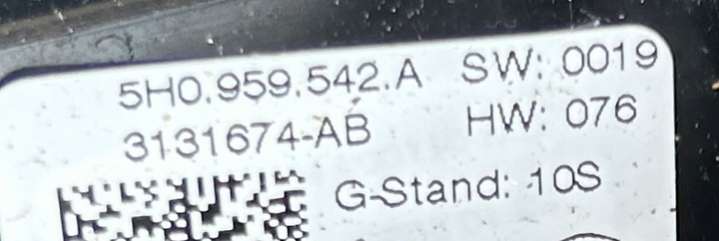 5H0.959.542.A SW: 0019
3131674-AB HW: 076
G-Stand: 10S